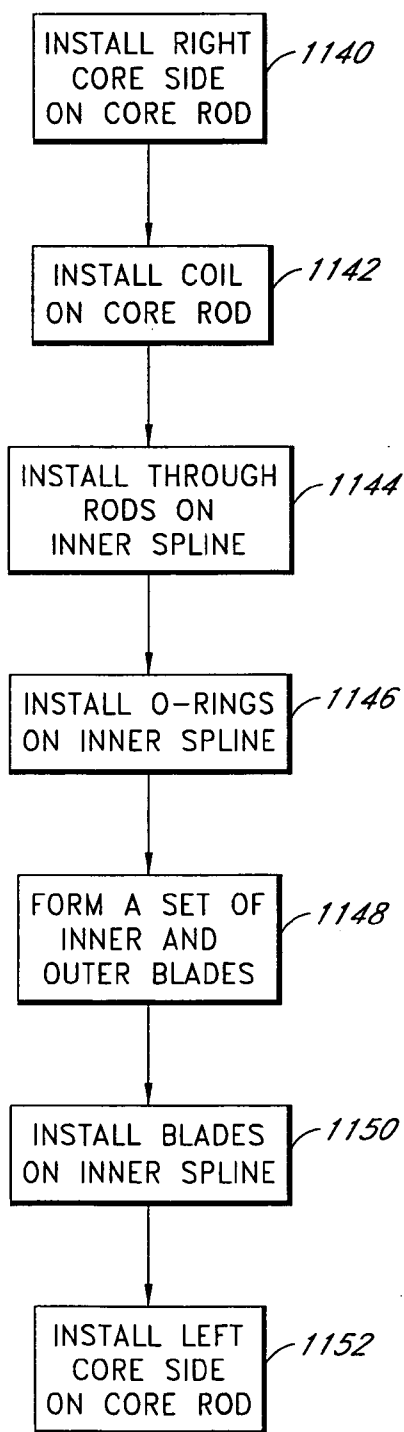 INSTALL RIGHT
CORE SIDE
ON CORE ROD
1140
INSTALL COIL
ON CORE ROD
1142
INSTALL THROUGH
RODS ON
INNER SPLINE
1144
INSTALL O-RINGS
ON INNER SPLINE
1146
FORM A SET OF
INNER AND
OUTER BLADES
1148
INSTALL BLADES
ON INNER SPLINE
1150
INSTALL LEFT
CORE SIDE
ON CORE ROD
1152